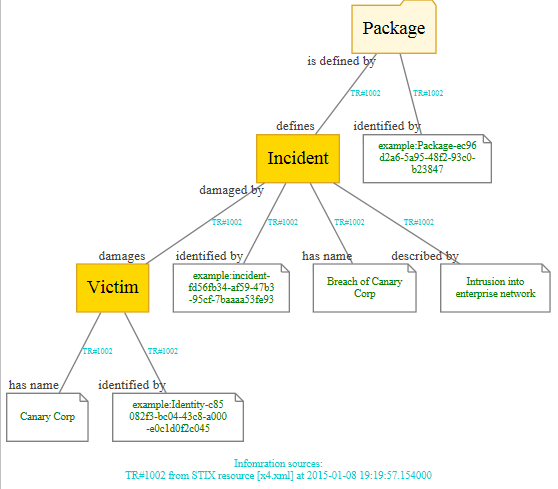 Package
is defined by
TR#1002
TR#1002
defines
identified by
Incident
example:Package-ec96
d2a6-5a95-48f2-93c0-
b23847
damaged by
TR#1002
TR#1002
TR#1002
TR#1002
damages
identified by
has name
described by
Victim
example:incident-
fd56fb34-af59-47b3
-95cf-7baaaa53fe93
Breach of Canary
Corp
Intrusion into
enterprise network
TR#1002
TR#1002
has name
identified by
Canary Corp
example:Identity-c85
082f3-bc04-43c8-a000
-e0c1d0f2c045
Infomration sources:
TR#1002 from STIX resource [x4.xml] at 2015-01-08 19:19:57.154000